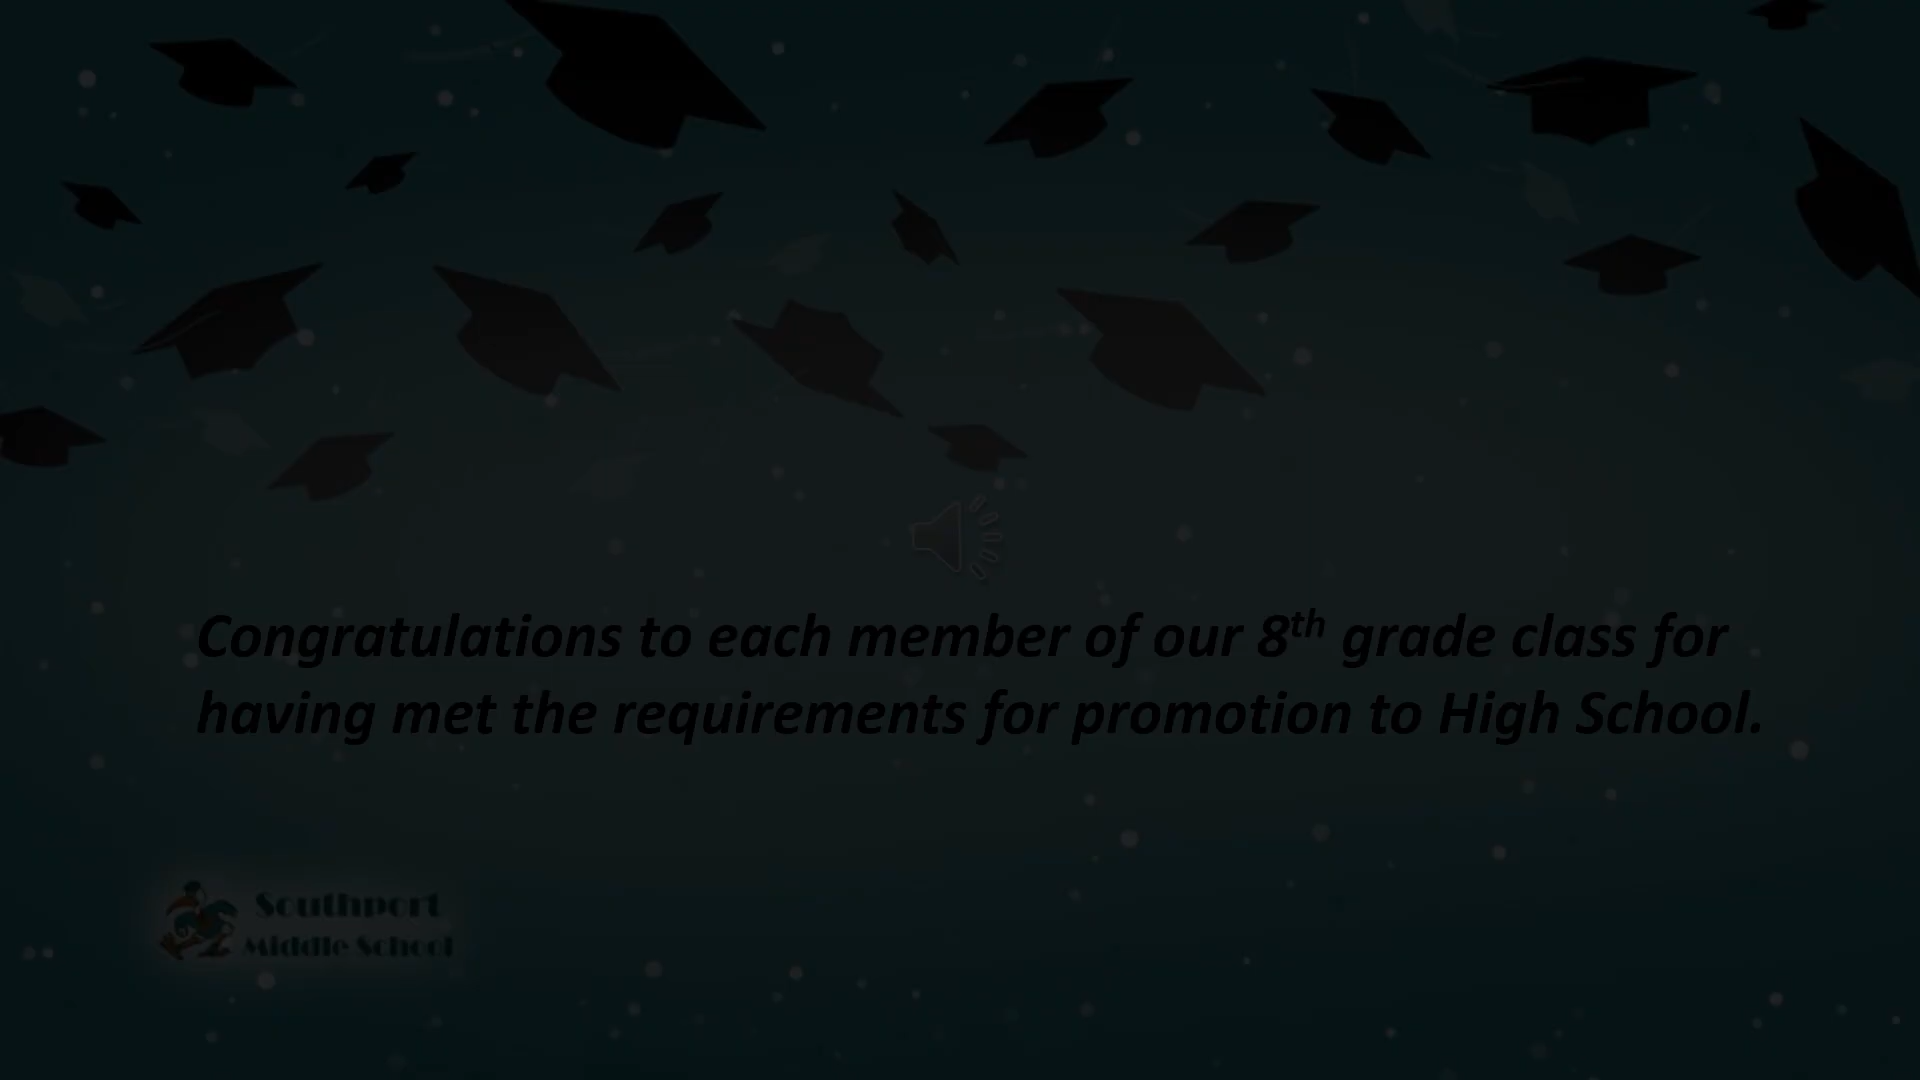 Congratulations to each member of our 8th grade class for
having met the requirements for promotion to High School.
Southport
Middle School